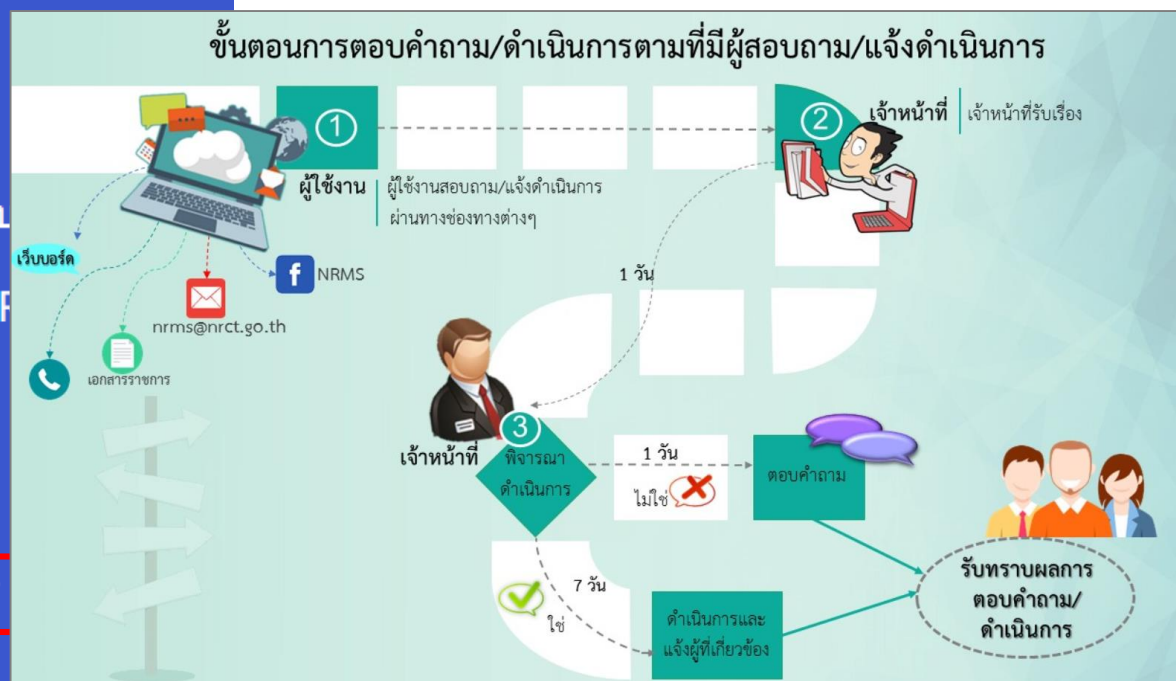 ขั้นตอนการตอบคำถาม/ดำเนินการตามที่มีผู้สอบถาม/แจ้งดำเนินการ
1
2
เจ้าหน้าที่
เจ้าหน้าที่รับเรื่อง
ผู้ใช้งาน
ผู้ใช้งานสอบถาม/แจ้งดำเนินการ
ผ่านทางช่องทางต่างๆ
เว็บบอร์ด
f NRMS
nrms@nrct.go.th
เอกสารราชการ
1 วัน
3
เจ้าหน้าที่
พิจารณา
ดำเนินการ
1 วัน
ไม่ใช่
ตอบคำถาม
7 วัน
ใช่
ดำเนินการและ
แจ้งผู้ที่เกี่ยวข้อง
รับทราบผลการ
ตอบคำถาม/
ดำเนินการ